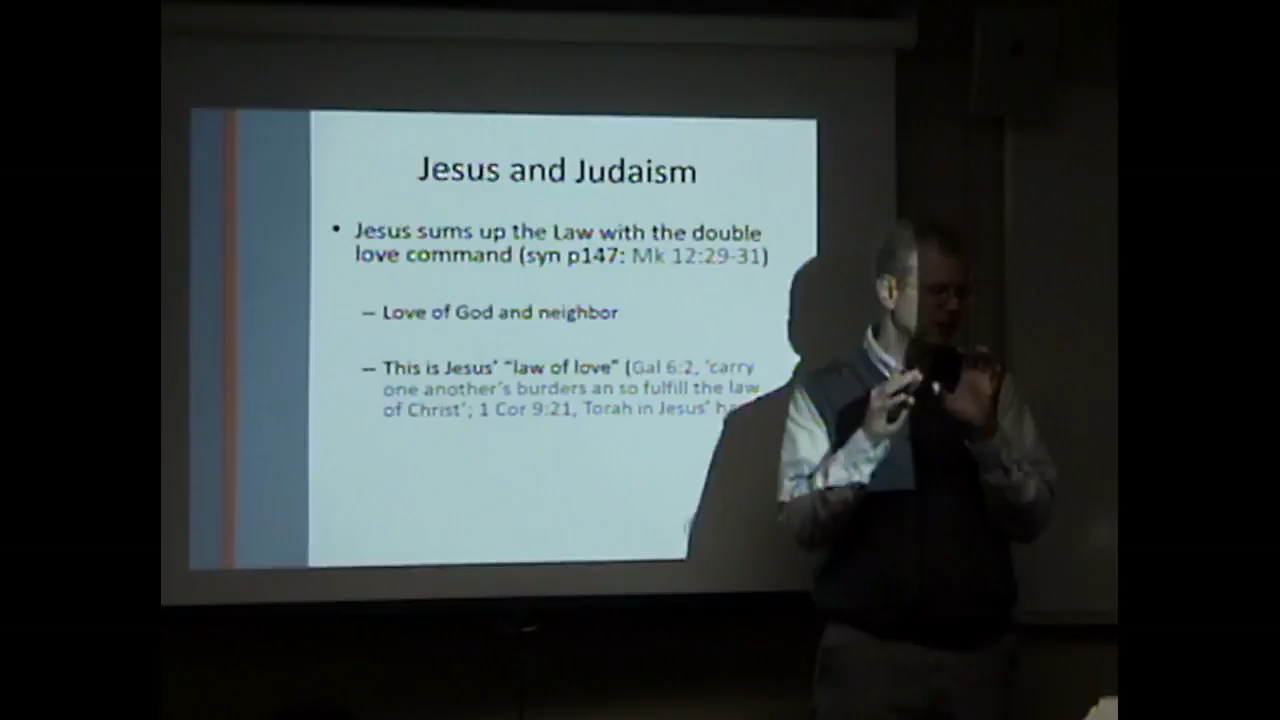 Jesus and Judaism
• Jesus sums up the Law with the double
love command (syn p147: Mk 12:29-31)
– Love of God and neighbor
– This is Jesus' "law of love" (Gal 6:2, 'carry
one another's burders an so fulfill the law
of Christ'; 1 Cor 9:21, Torah in Jesus'